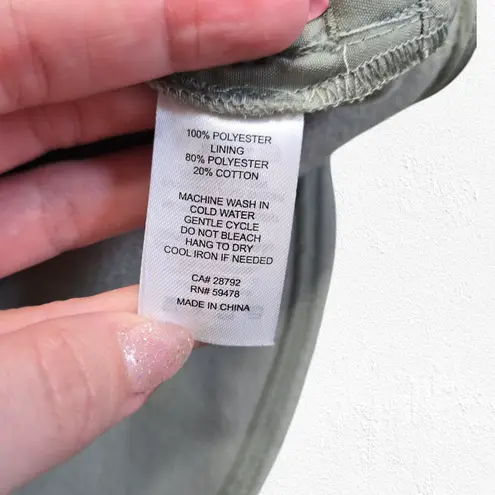 100% POLYESTER
LINING
80% POLYESTER
20% COTTON
MACHINE WASH IN
COLD WATER
GENTLE CYCLE
DO NOT BLEACH
HANG TO DRY
COOL IRON IF NEEDED
CA# 28792
RN# 59478
MADE IN CHINA